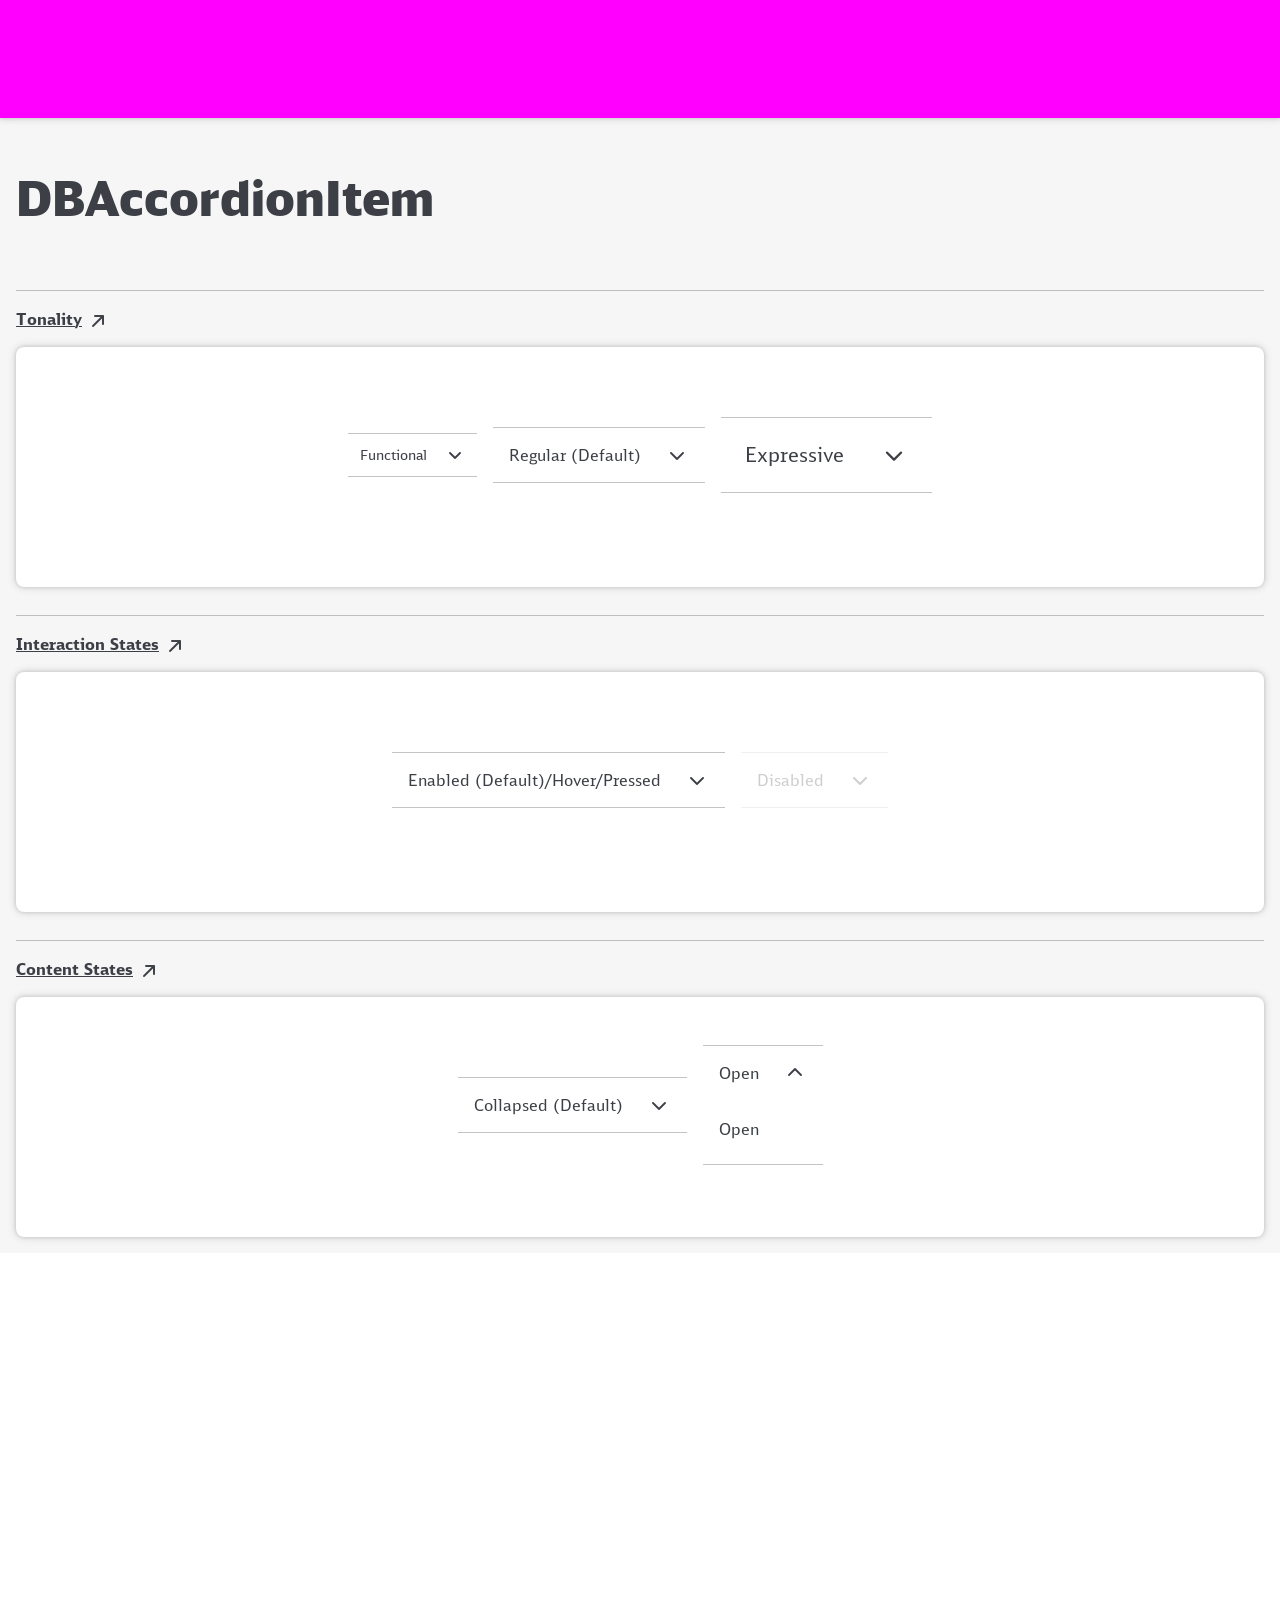 DBAccordionItem
Tonality
Functional
Regular (Default)
Expressive
Interaction States
Enabled (Default)/Hover/Pressed
Disabled
Content States
Collapsed (Default)
Open
Open